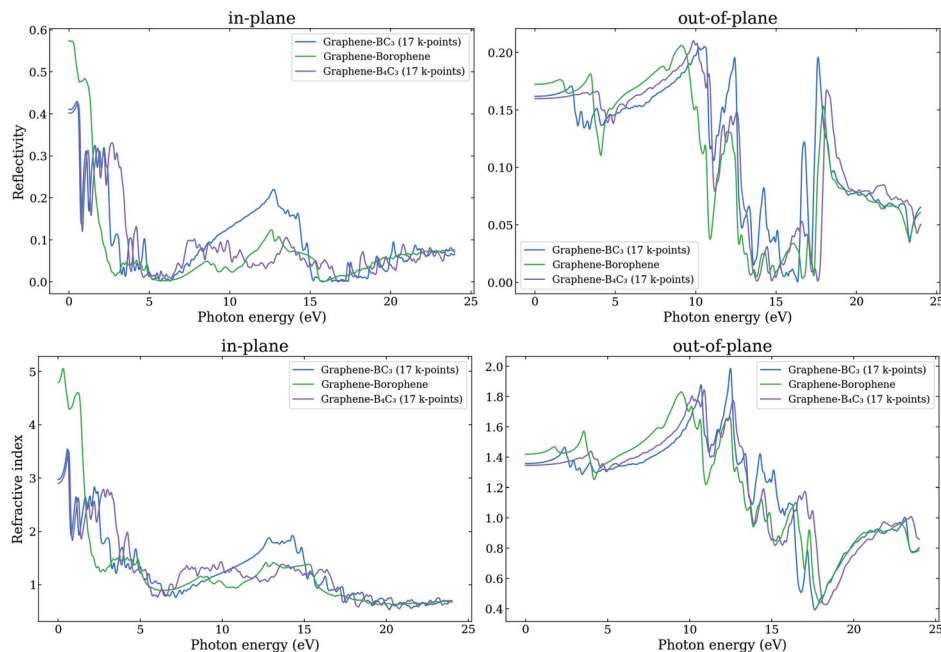 in-plane
Reflectivity
0.6
0.5
0.4
0.3
0.2
0.1
0.0
Graphene-BC₃ (17 k-points)
Graphene-Borophene
Graphene-B₄C₃ (17 k-points)
0 5 10 15 20 25
Photon energy (eV)
out-of-plane
0.20
0.15
0.10
0.05
0.00
Graphene-BC₃ (17 k-points)
Graphene-Borophene
Graphene-B₄C₃ (17 k-points)
0 5 10 15 20 25
Photon energy (eV)
in-plane
Refractive index
5
4
3
2
1
Graphene-BC₃ (17 k-points)
Graphene-Borophene
Graphene-B₄C₃ (17 k-points)
0 5 10 15 20 25
Photon energy (eV)
out-of-plane
2.0
1.8
1.6
1.4
1.2
1.0
0.8
0.6
0.4
Graphene-BC₃ (17 k-points)
Graphene-Borophene
Graphene-B₄C₃ (17 k-points)
0 5 10 15 20 25
Photon energy (eV)